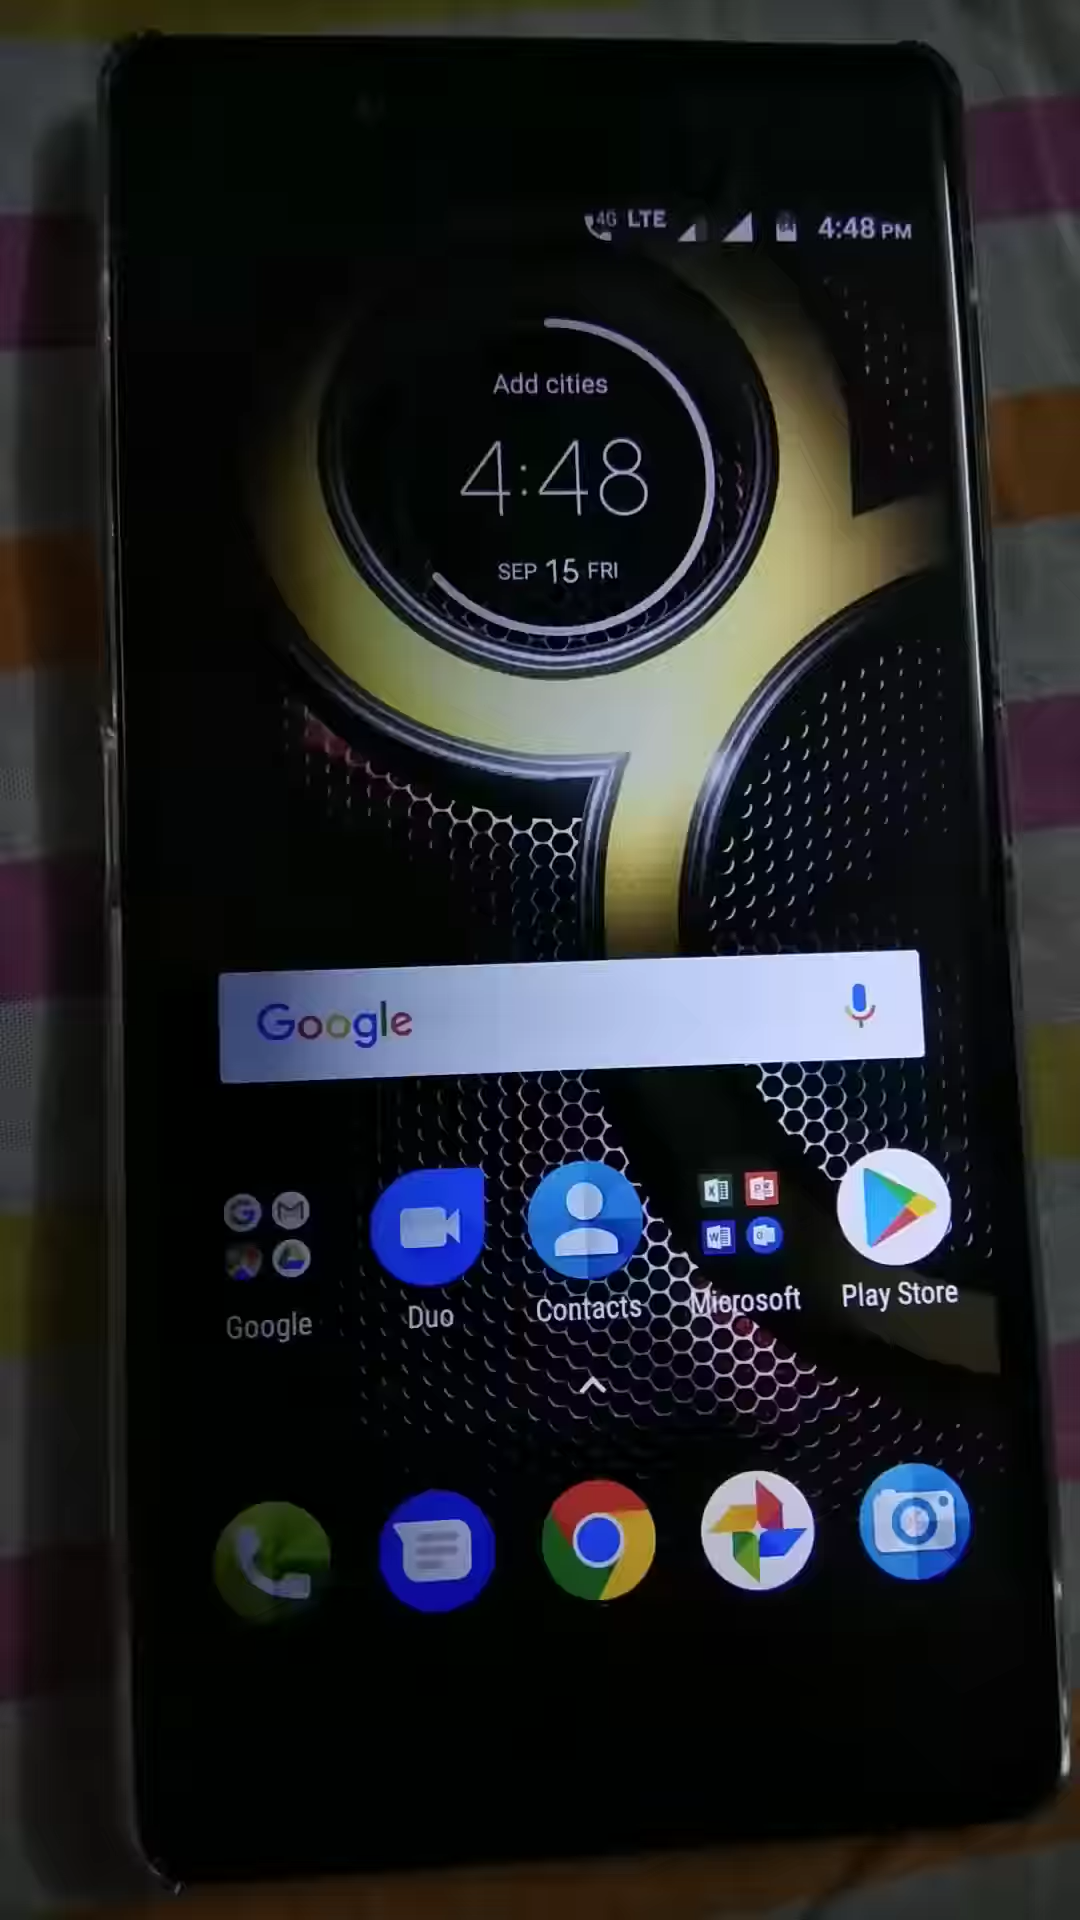 4G LTE 4:48 PM
Add cities
4:48
SEP 15 FRI
Google
Google
Duo
Contacts
Microsoft
Play Store